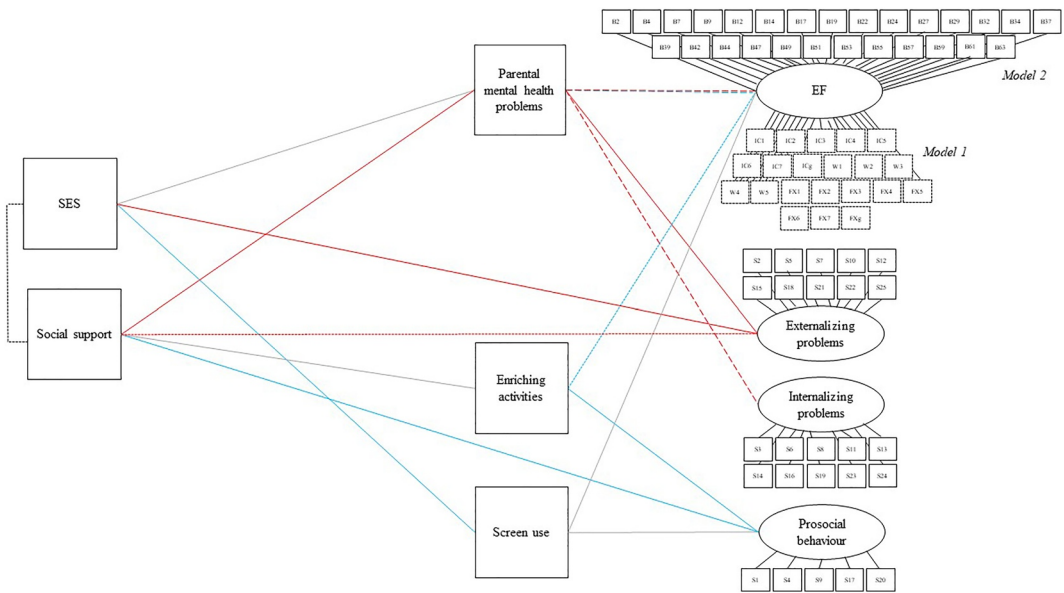 B2 B4 B7 B9 B12 B14 B17 B19 B22 B24 B27 B29 B32 B34 B37
B39 B42 B44 B47 B49 B51 B53 B55 B57 B59 B61 B63
Model 2
EF
IC1 IC2 IC3 IC4 IC5
Model 1
IC6 IC7 ICg W1 W2 W3
W4 W5 FX1 FX2 FX3 FX4 FX5
FX6 FX7 FXg
Parental
mental health
problems
SES
Social support
S2 S5 S7 S10 S12
S15 S18 S21 S22 S25
Externalizing
problems
Enriching
activities
Internalizing
problems
S3 S6 S8 S11 S13
S14 S16 S19 S23 S24
Screen use
Prosocial
behaviour
S1 S4 S9 S17 S20